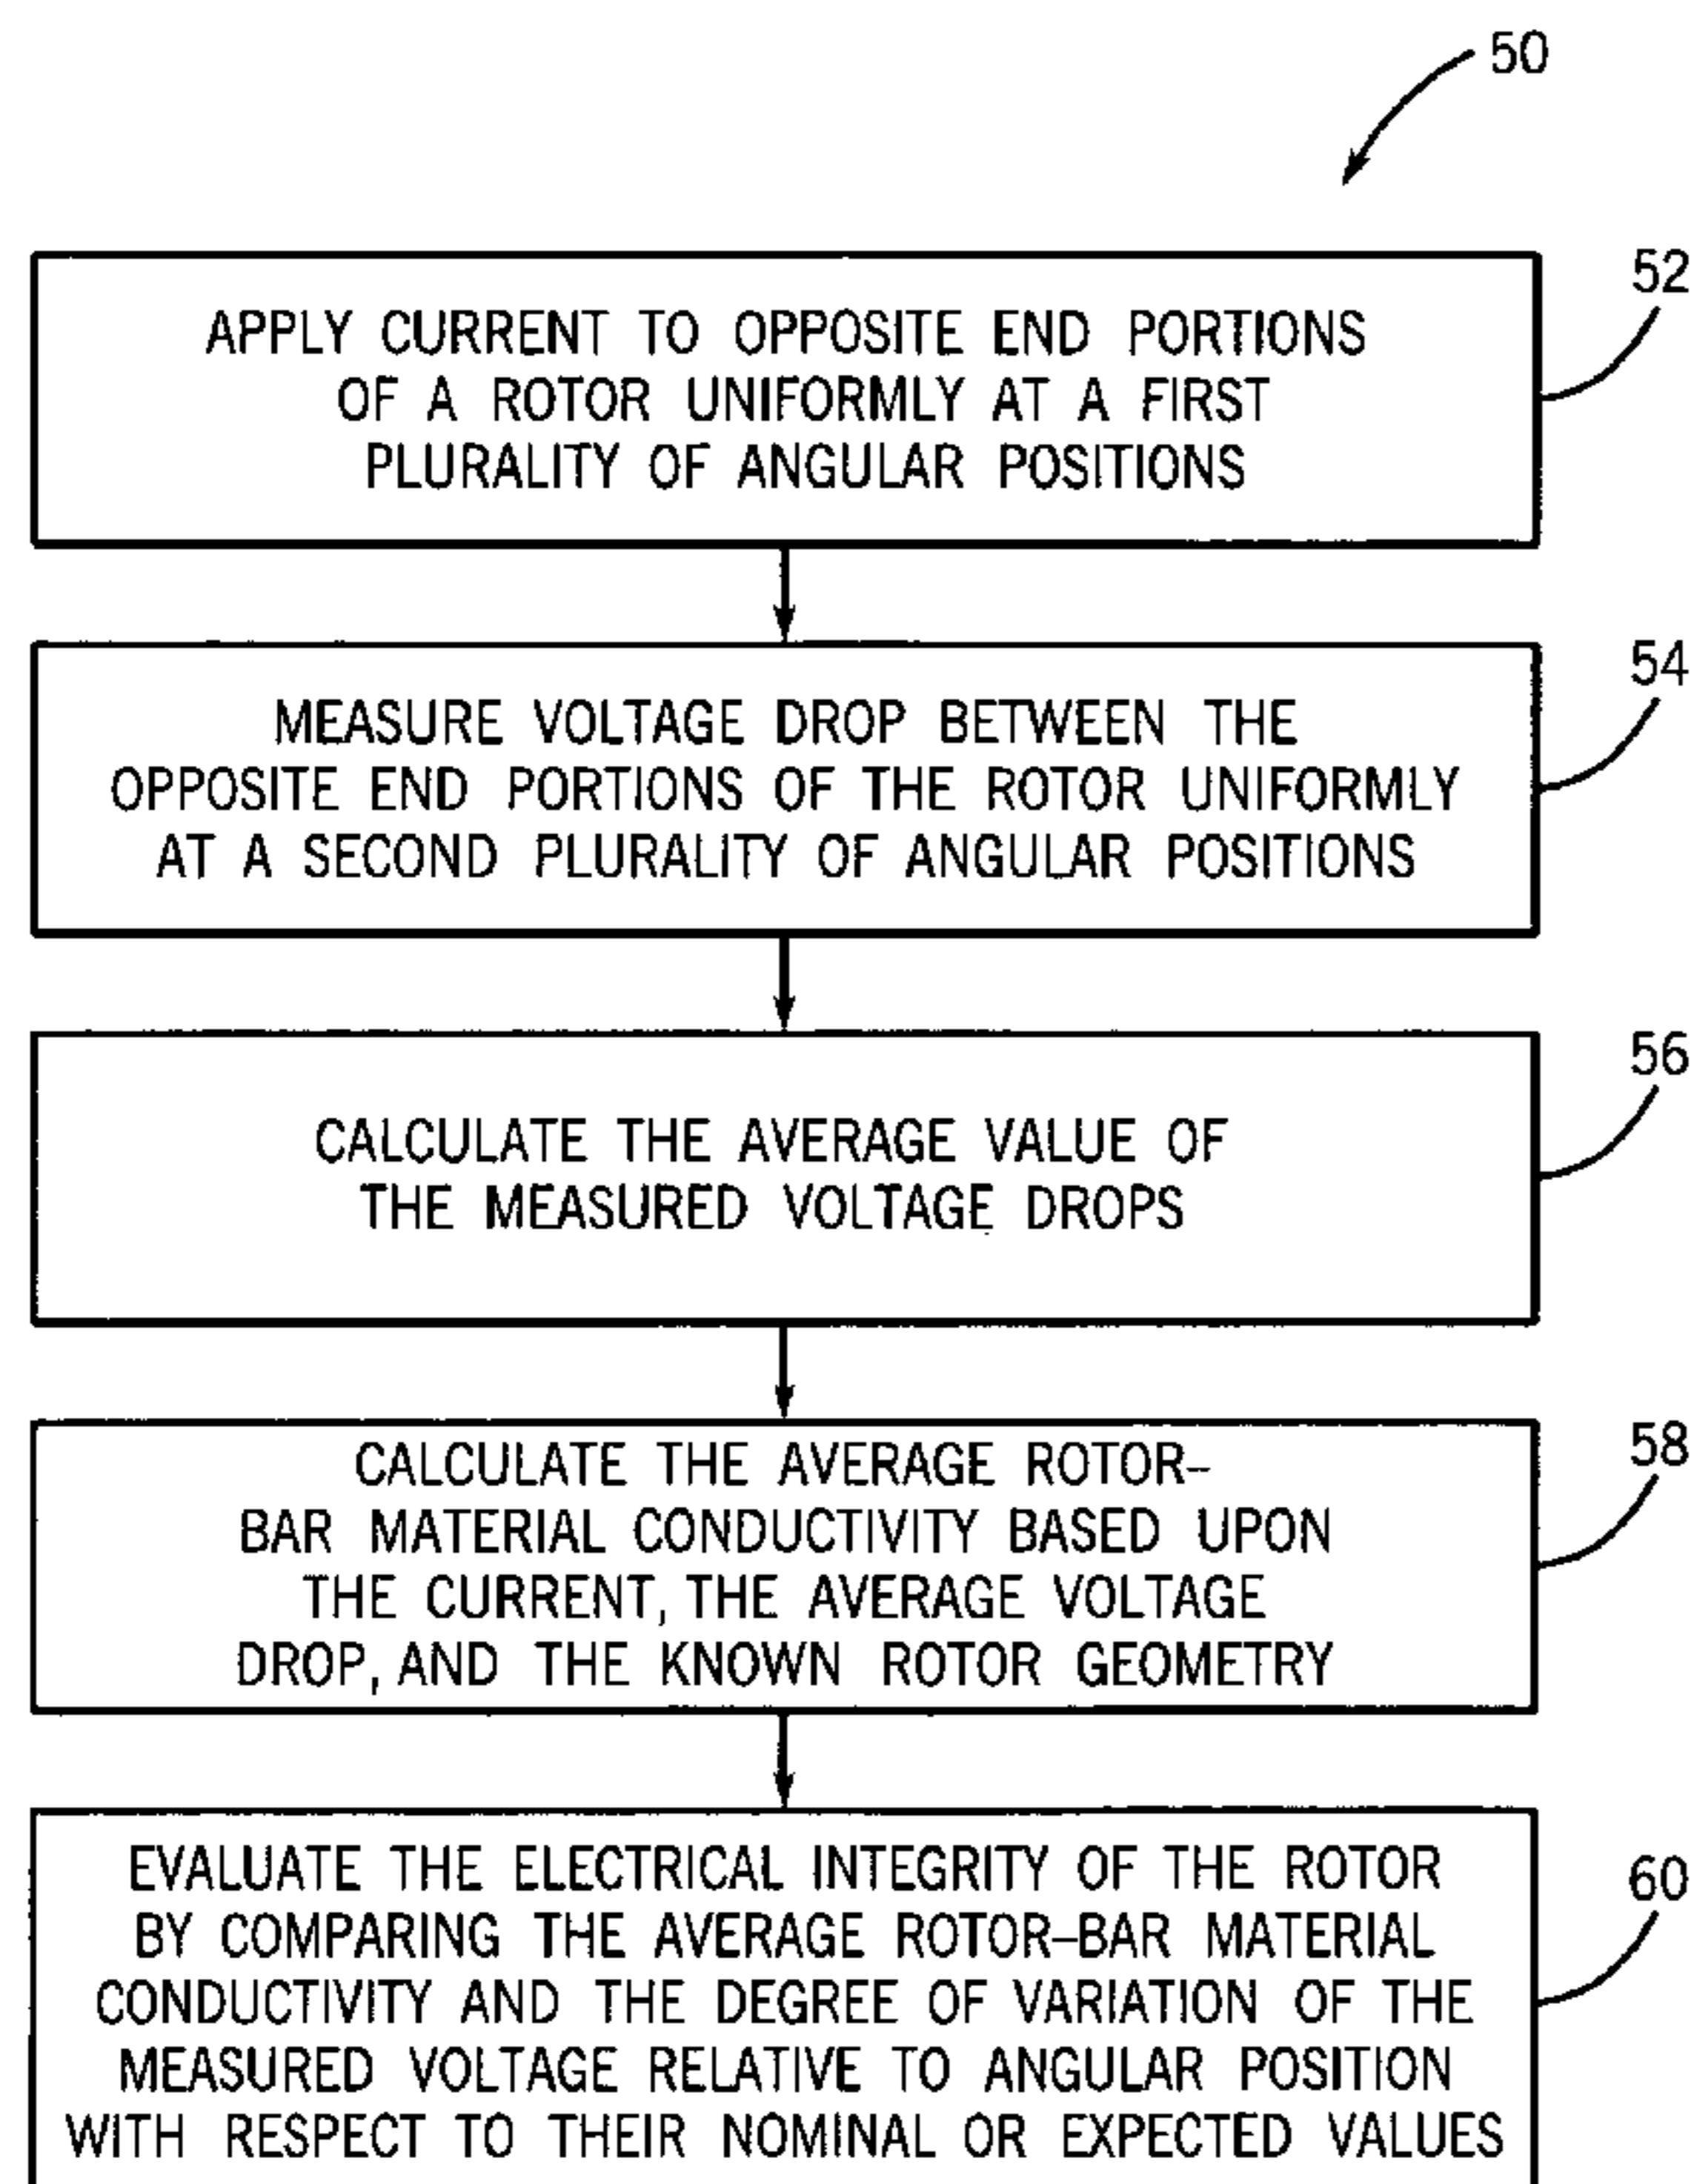 50
52
APPLY CURRENT TO OPPOSITE END PORTIONS
OF A ROTOR UNIFORMLY AT A FIRST
PLURALITY OF ANGULAR POSITIONS
54
MEASURE VOLTAGE DROP BETWEEN THE
OPPOSITE END PORTIONS OF THE ROTOR UNIFORMLY
AT A SECOND PLURALITY OF ANGULAR POSITIONS
56
CALCULATE THE AVERAGE VALUE OF
THE MEASURED VOLTAGE DROPS
58
CALCULATE THE AVERAGE ROTOR–
BAR MATERIAL CONDUCTIVITY BASED UPON
THE CURRENT, THE AVERAGE VOLTAGE
DROP, AND THE KNOWN ROTOR GEOMETRY
60
EVALUATE THE ELECTRICAL INTEGRITY OF THE ROTOR
BY COMPARING THE AVERAGE ROTOR–BAR MATERIAL
CONDUCTIVITY AND THE DEGREE OF VARIATION OF THE
MEASURED VOLTAGE RELATIVE TO ANGULAR POSITION
WITH RESPECT TO THEIR NOMINAL OR EXPECTED VALUES